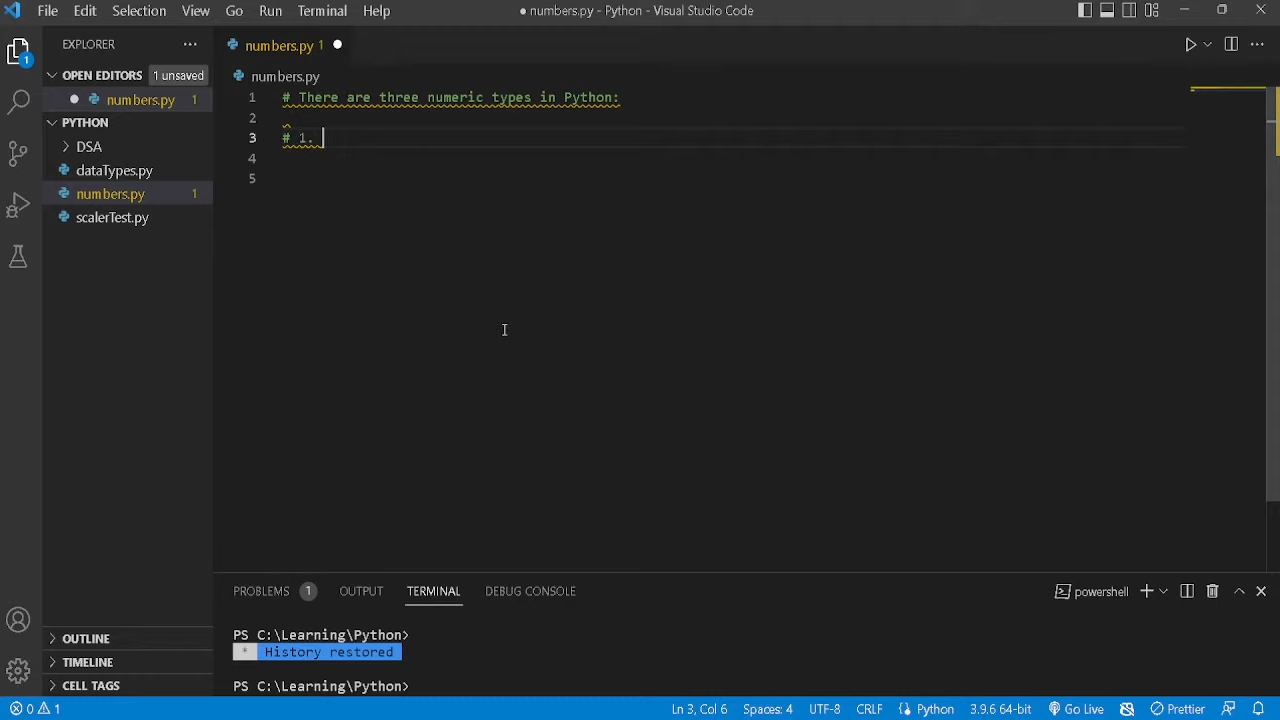 File Edit Selection View Go Run Terminal Help
● numbers.py - Python - Visual Studio Code
EXPLORER
OPEN EDITORS 1 unsaved
numbers.py 1
PYTHON
DSA
dataTypes.py
numbers.py 1
scalerTest.py
OUTLINE
TIMELINE
CELL TAGS
1
numbers.py 1
numbers.py
1 # There are three numeric types in Python:
2
3 # 1.
4
5
PROBLEMS 1 OUTPUT TERMINAL DEBUG CONSOLE
powershell
PS C:\Learning\Python>
* History restored
PS C:\Learning\Python>
0 1 Ln 3, Col 6 Spaces: 4 UTF-8 CRLF Python 3.9.6 64-bit Go Live Prettier